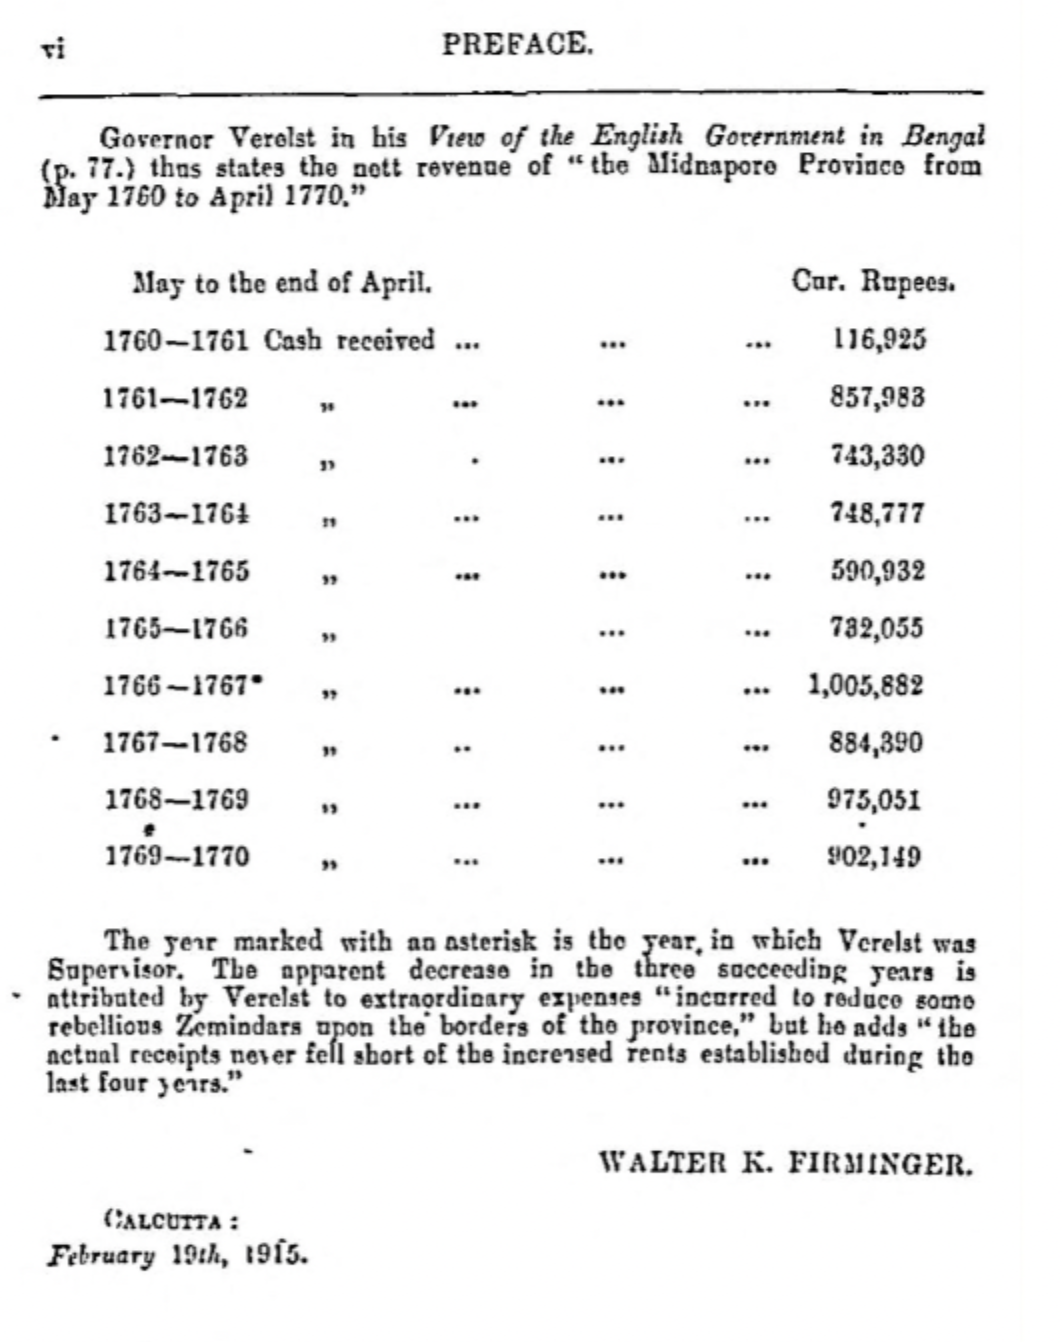 vi PREFACE.
Governor Verelst in his View of the English Government in Bengal
(p. 77.) thus states the nett revenue of "the Midnapore Province from
May 1760 to April 1770."
May to the end of April. Cur. Rupees.
1760—1761 Cash received ... ... ... 116,925
1761—1762 „ ... ... ... 857,983
1762—1763 „ . ... ... 743,330
1763—1764 „ ... ... ... 748,777
1764—1765 „ ... ... ... 590,932
1765—1766 „ ... ... 732,055
1766—1767* „ ... ... ... 1,005,882
1767—1768 „ .. ... ... 884,390
1768—1769 „ ... ... ... 975,051
1769—1770 „ ... ... ... 902,149
The year marked with an asterisk is the year, in which Verelst was
Supervisor. The apparent decrease in the three succeeding years is
attributed by Verelst to extraordinary expenses "incurred to reduce some
rebellious Zemindars upon the borders of the province," but he adds "the
actual receipts never fell short of the increased rents established during the
last four years."
WALTER K. FIRMINGER.
CALCUTTA:
February 19th, 1915.